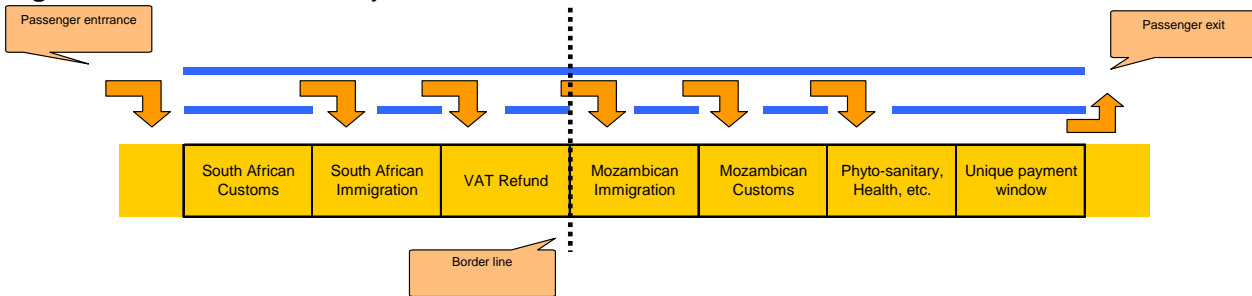 Passenger entrrance
Passenger exit
South African
Customs
South African
Immigration
VAT Refund
Mozambican
Immigration
Mozambican
Customs
Phyto-sanitary,
Health, etc.
Unique payment
window
Border line